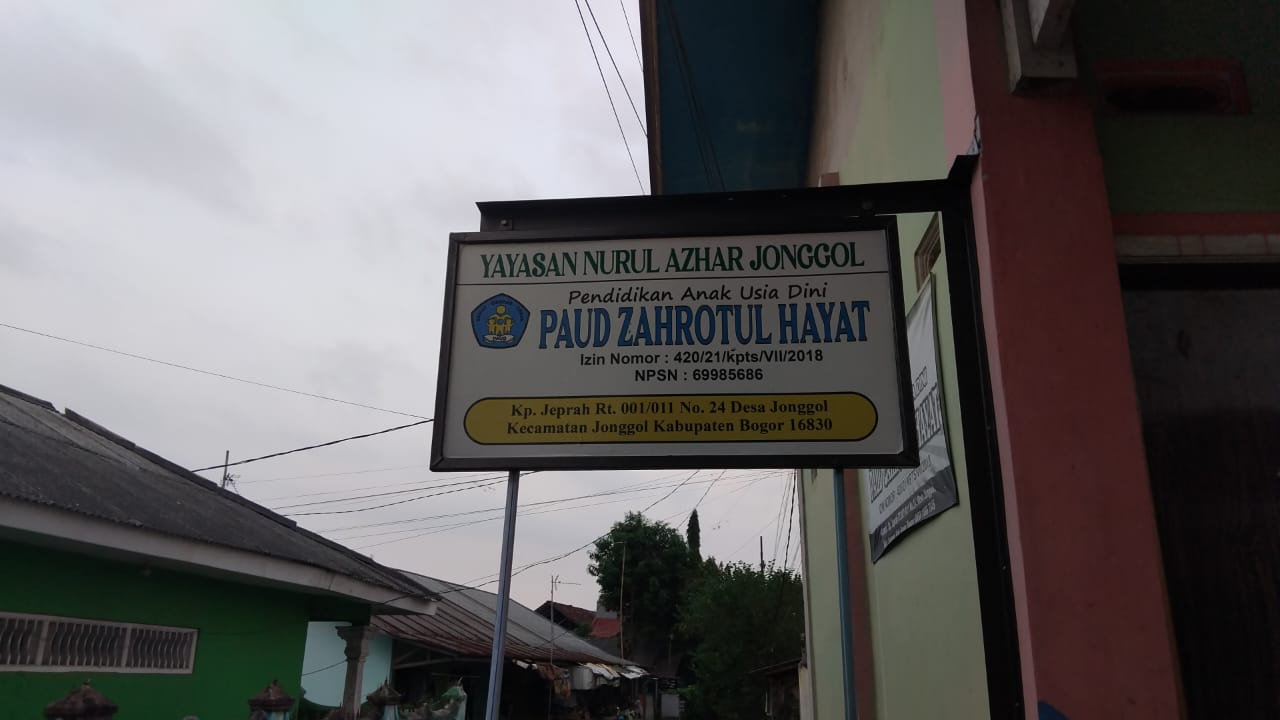 YAYASAN NURUL AZHAR JONGGOL
Pendidikan Anak Usia Dini
PAUD ZAHROTUL HAYAT
Izin Nomor : 420/21/kpts/VII/2018
NPSN : 69985686
Kp. Jeprah Rt. 001/011 No. 24 Desa Jonggol
Kecamatan Jonggol Kabupaten Bogor 16830